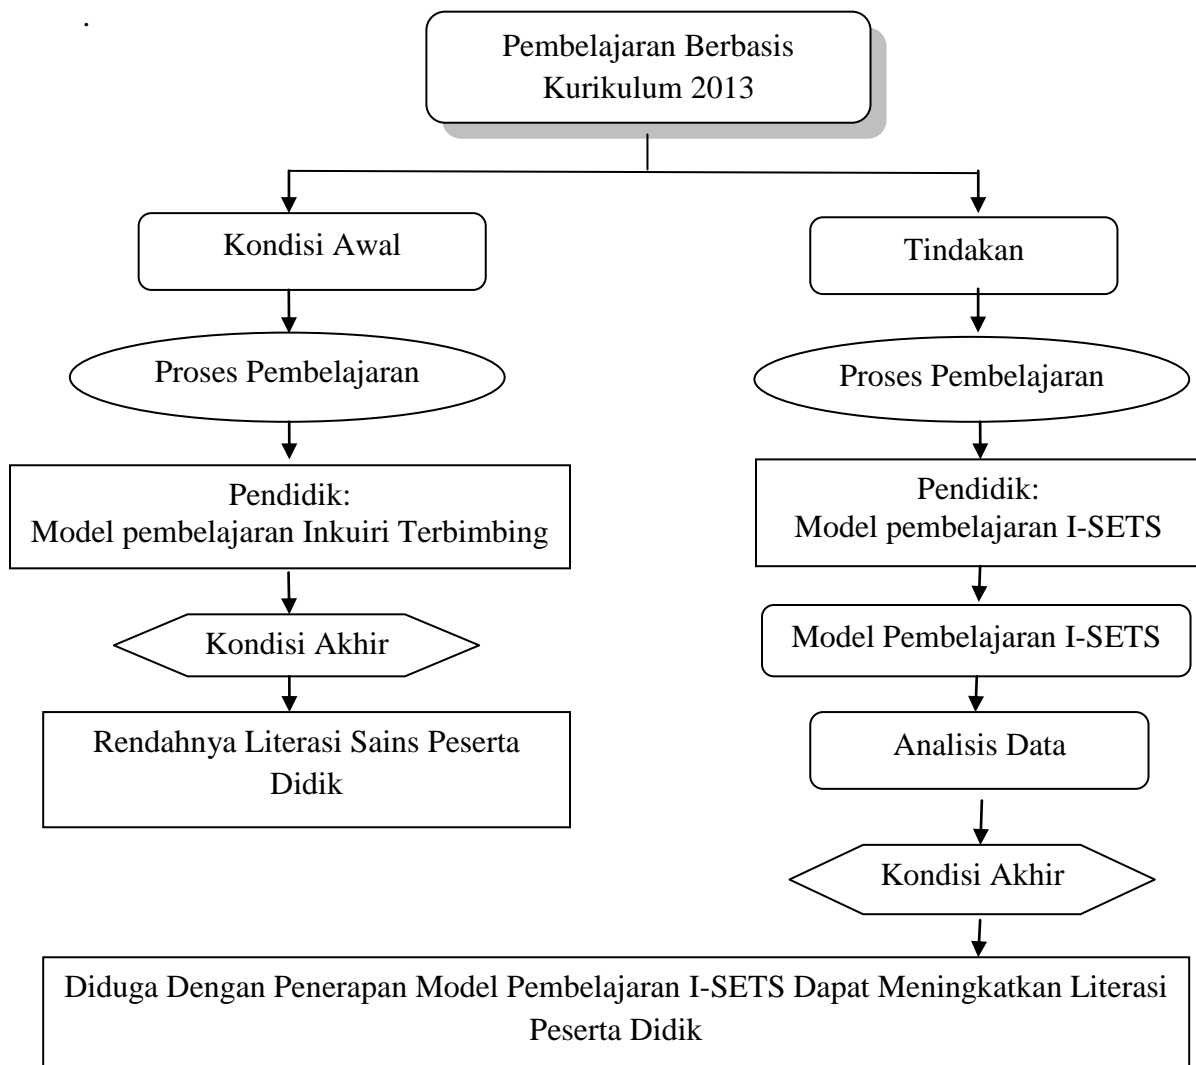 .
Pembelajaran Berbasis
Kurikulum 2013
Kondisi Awal
Tindakan
Proses Pembelajaran
Proses Pembelajaran
Pendidik:
Model pembelajaran Inkuiri Terbimbing
Pendidik:
Model pembelajaran I-SETS
Kondisi Akhir
Model Pembelajaran I-SETS
Rendahnya Literasi Sains Peserta
Didik
Analisis Data
Kondisi Akhir
Diduga Dengan Penerapan Model Pembelajaran I-SETS Dapat Meningkatkan Literasi
Peserta Didik